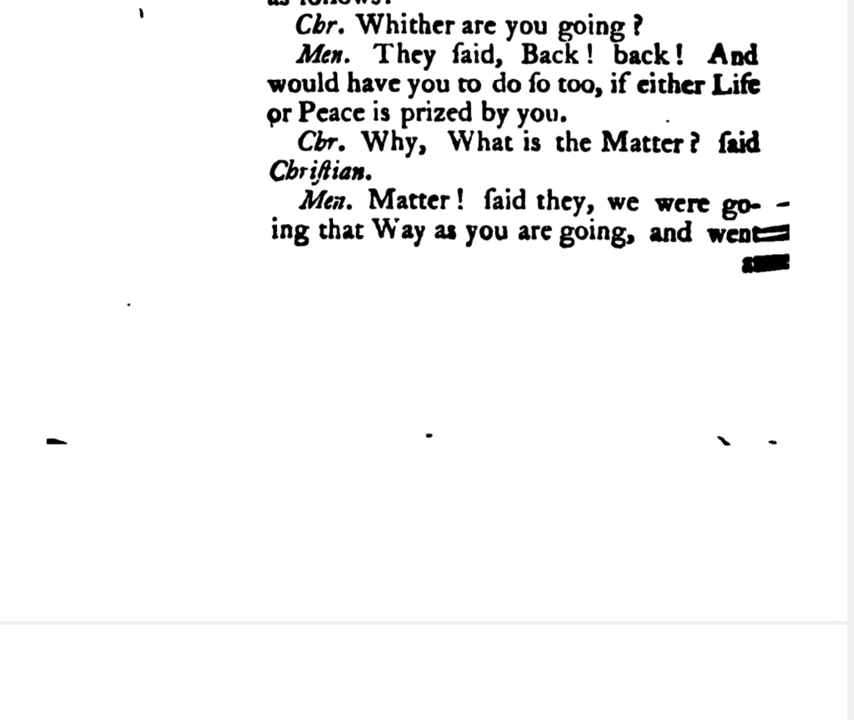 as follows:
Chr. Whither are you going?
Men. They ſaid, Back! back! And
would have you to do ſo too, if either Life
or Peace is prized by you.
Chr. Why, What is the Matter? ſaid
Chriſtian.
Men. Matter! ſaid they, we were go-
ing that Way as you are going, and went